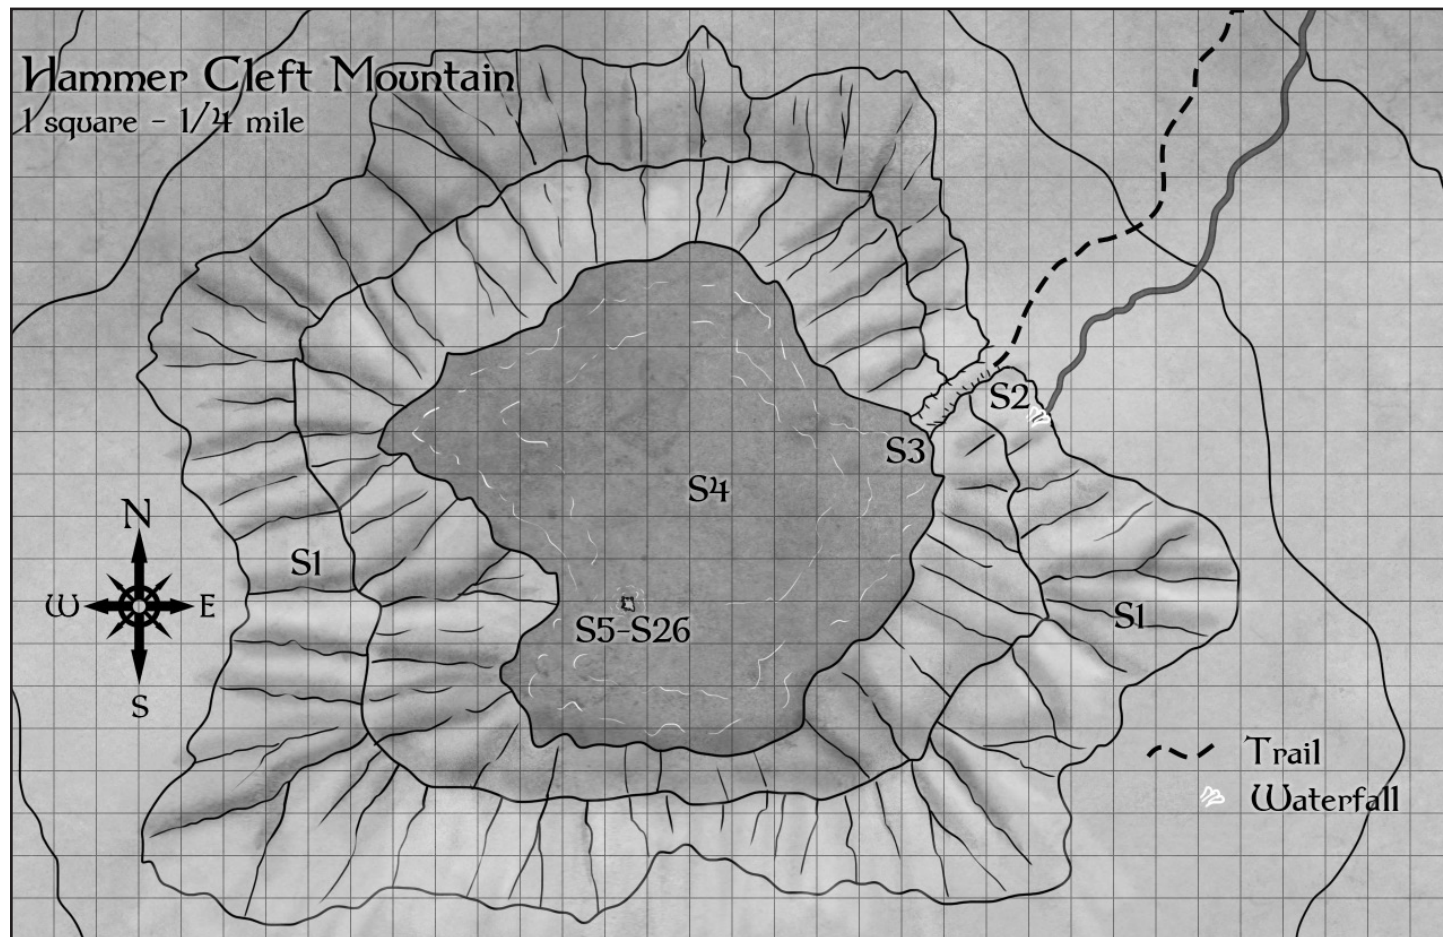 Hammer Cleft Mountain
1 square - 1/4 mile
S2
S3
S4
N
S1
W
E
S5-S26
S1
S
Trail
Waterfall